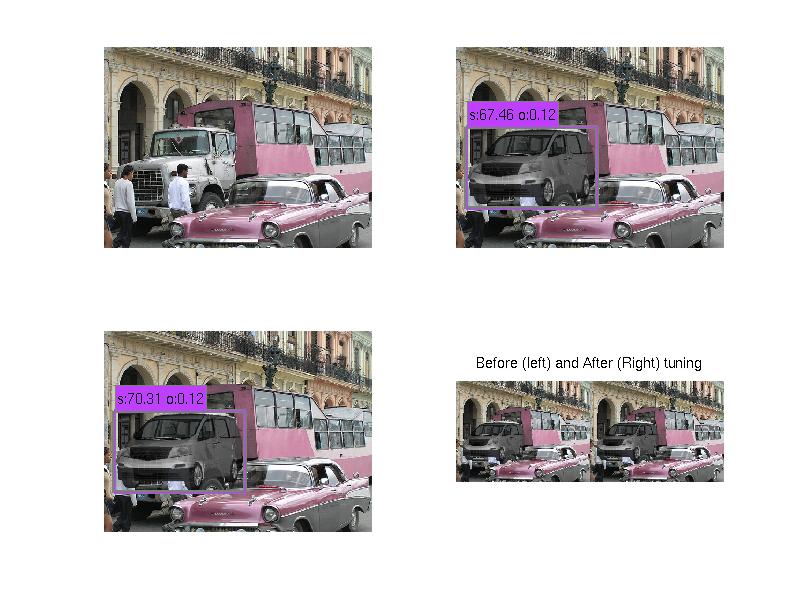 s:67.46 o:0.12
s:70.31 o:0.12
Before (left) and After (Right) tuning